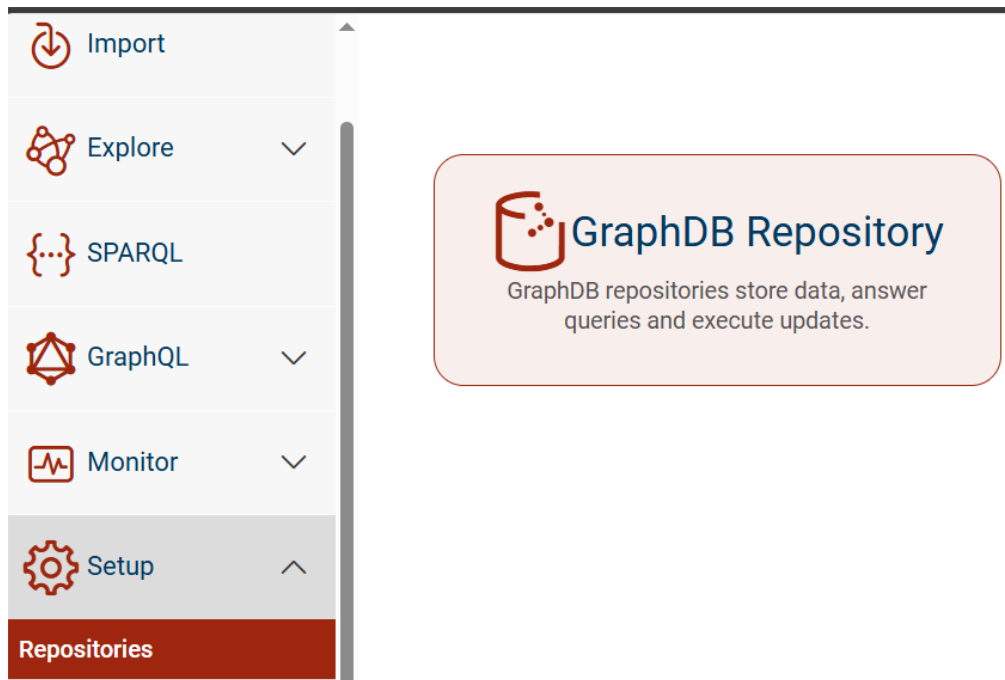 Import
Explore
SPARQL
GraphQL
Monitor
Setup
Repositories
GraphDB Repository
GraphDB repositories store data, answer
queries and execute updates.